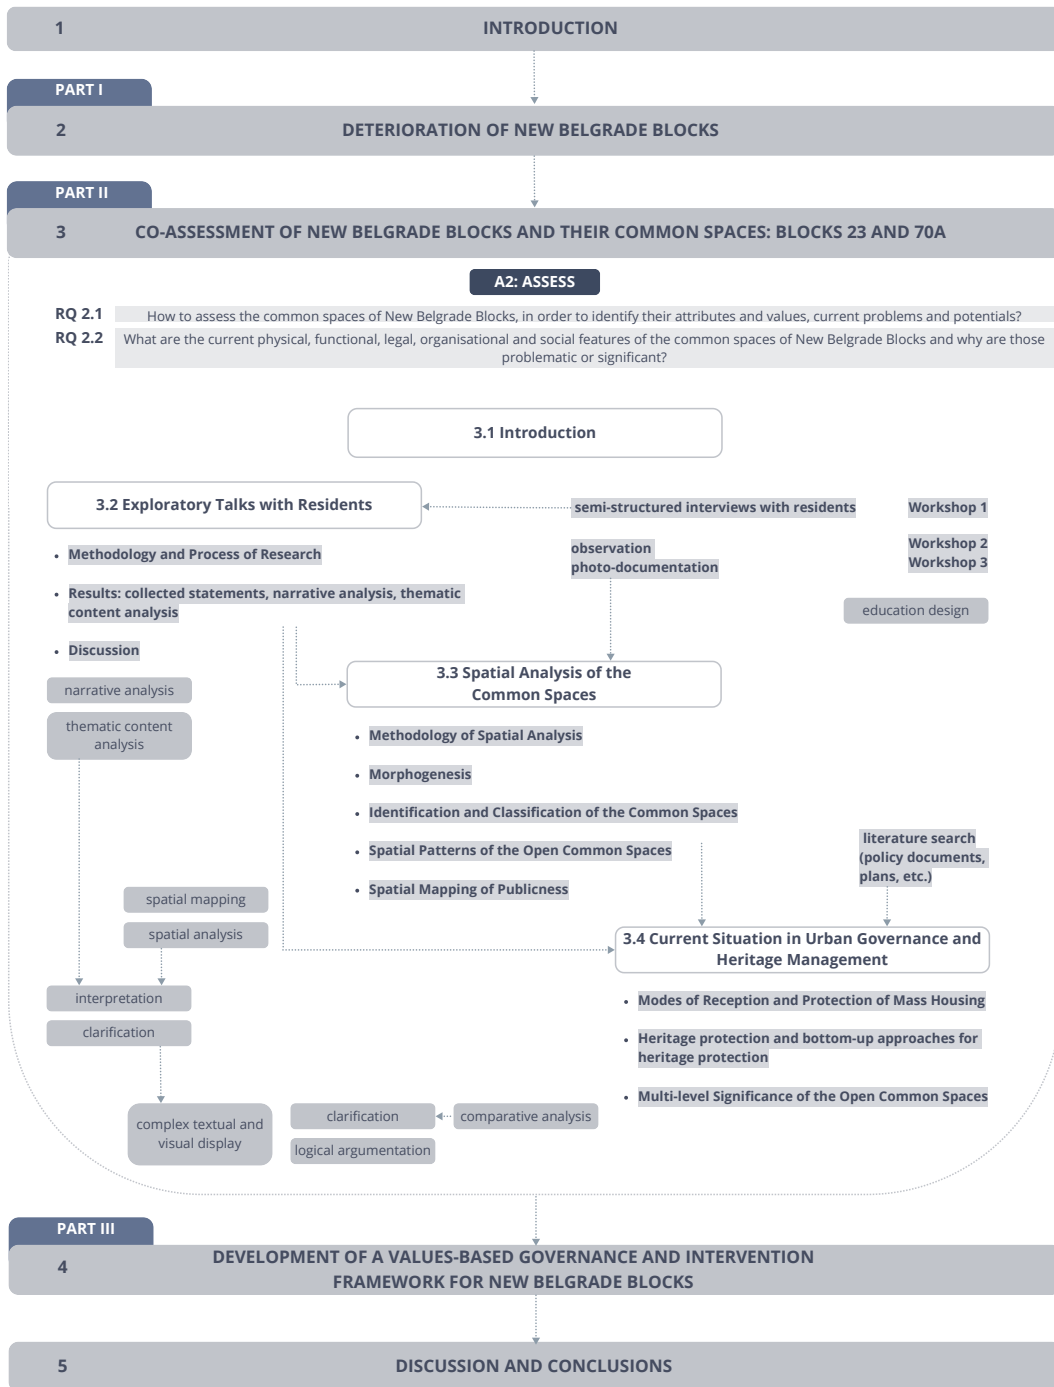 1 INTRODUCTION
PART I
2 DETERIORATION OF NEW BELGRADE BLOCKS
PART II
3 CO-ASSESSMENT OF NEW BELGRADE BLOCKS AND THEIR COMMON SPACES: BLOCKS 23 AND 70A
A2: ASSESS
RQ 2.1 How to assess the common spaces of New Belgrade Blocks, in order to identify their attributes and values, current problems and potentials?
RQ 2.2 What are the current physical, functional, legal, organisational and social features of the common spaces of New Belgrade Blocks and why are those
problematic or significant?
3.1 Introduction
3.2 Exploratory Talks with Residents
semi-structured interviews with residents
Workshop 1
• Methodology and Process of Research
observation
photo-documentation
Workshop 2
Workshop 3
• Results: collected statements, narrative analysis, thematic
content analysis
education design
• Discussion
narrative analysis
thematic content
analysis
3.3 Spatial Analysis of the
Common Spaces
• Methodology of Spatial Analysis
• Morphogenesis
• Identification and Classification of the Common Spaces
• Spatial Patterns of the Open Common Spaces
• Spatial Mapping of Publicness
literature search
(policy documents,
plans, etc.)
spatial mapping
spatial analysis
3.4 Current Situation in Urban Governance and
Heritage Management
interpretation
clarification
• Modes of Reception and Protection of Mass Housing
• Heritage protection and bottom-up approaches for
heritage protection
• Multi-level Significance of the Open Common Spaces
complex textual and
visual display
clarification
comparative analysis
logical argumentation
PART III
4 DEVELOPMENT OF A VALUES-BASED GOVERNANCE AND INTERVENTION
FRAMEWORK FOR NEW BELGRADE BLOCKS
5 DISCUSSION AND CONCLUSIONS